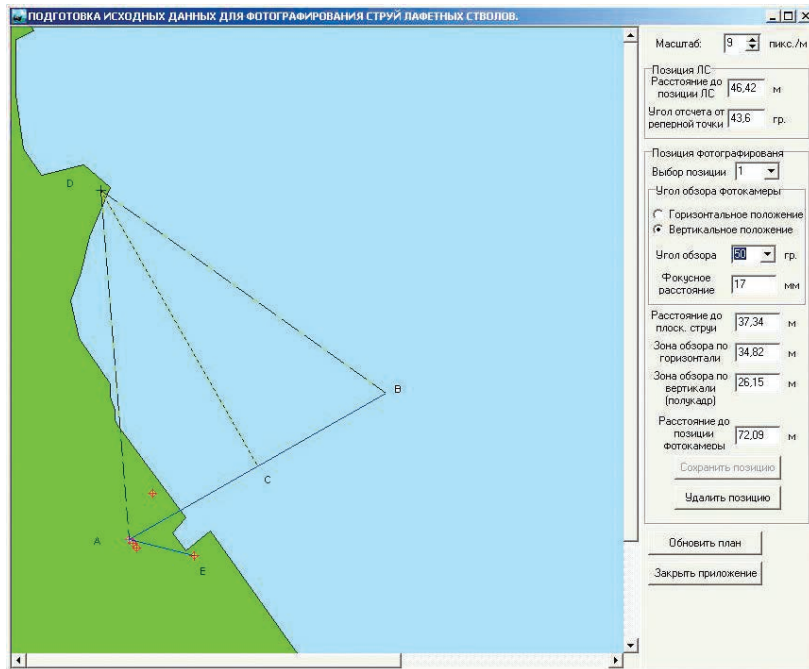 ПОДГОТОВКА ИСХОДНЫХ ДАННЫХ ДЛЯ ФОТОГРАФИРОВАНИЯ СТРУЙ ЛАФЕТНЫХ СТВОЛОВ.
D
B
C
A
E
Масштаб: 9 пикс./м
Позиция ЛС
Расстояние до
позиции ЛС 46,42 м
Угол отсчета от
реперной точки 43,6 гр.
Позиция фотографированя
Выбор позиции 1
Угол обзора фотокамеры
Горизонтальное положение
Вертикальное положение
Угол обзора 50 гр.
Фокусное
расстояние 17 мм
Расстояние до
плоск. струи 37,34 м
Зона обзора по
горизонтали 34,82 м
Зона обзора по
вертикали
(полукадр) 26,15 м
Расстояние до
позиции
фотокамеры 72,09 м
Сохранить позицию
Удалить позицию
Обновить план
Закрыть приложение